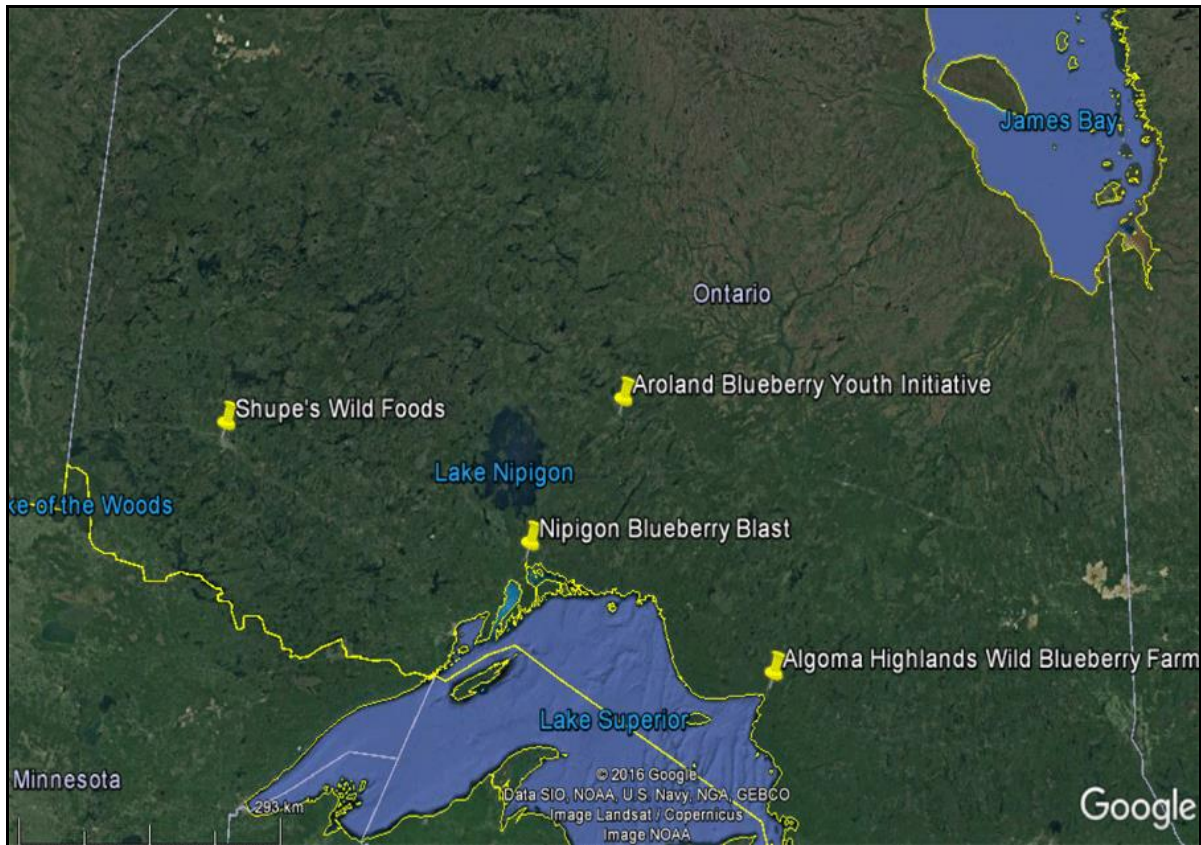 James Bay
Ontario
Aroland Blueberry Youth Initiative
Shupe's Wild Foods
Lake Nipigon
ke of the Woods
Nipigon Blueberry Blast
Algoma Highlands Wild Blueberry Farm
Lake Superior
Minnesota
© 2016 Google
Data SIO, NOAA, U.S. Navy, NGA, GEBCO
Image Landsat / Copernicus
Image NOAA
293 km
Google